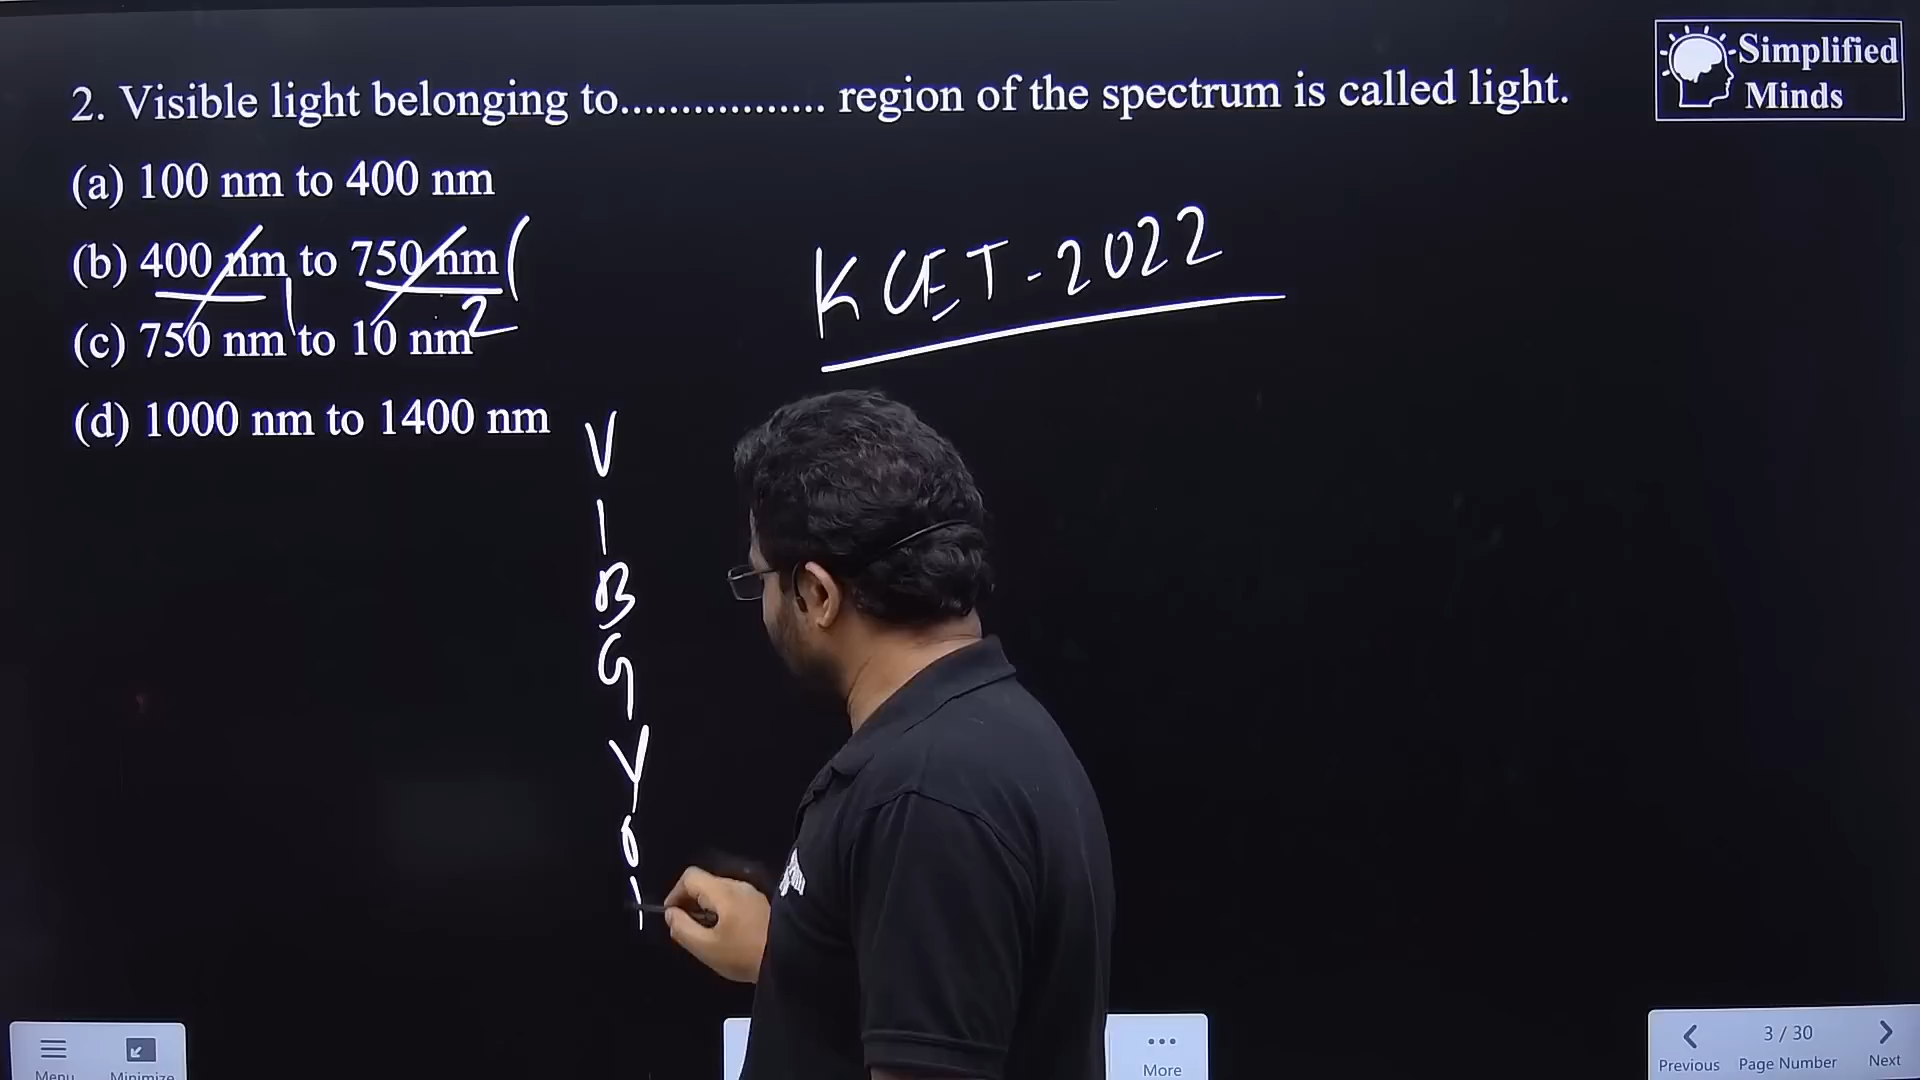 Simplified
Minds
2. Visible light belonging to................. region of the spectrum is called light.
(a) 100 nm to 400 nm
(b) 400 nm to 750 nm (
(c) 750 nm to 10 nm 2
(d) 1000 nm to 1400 nm
KCET-2022
V
I
B
G
Y
O
Menu
Minimize
More
Previous
3 / 30
Page Number
Next